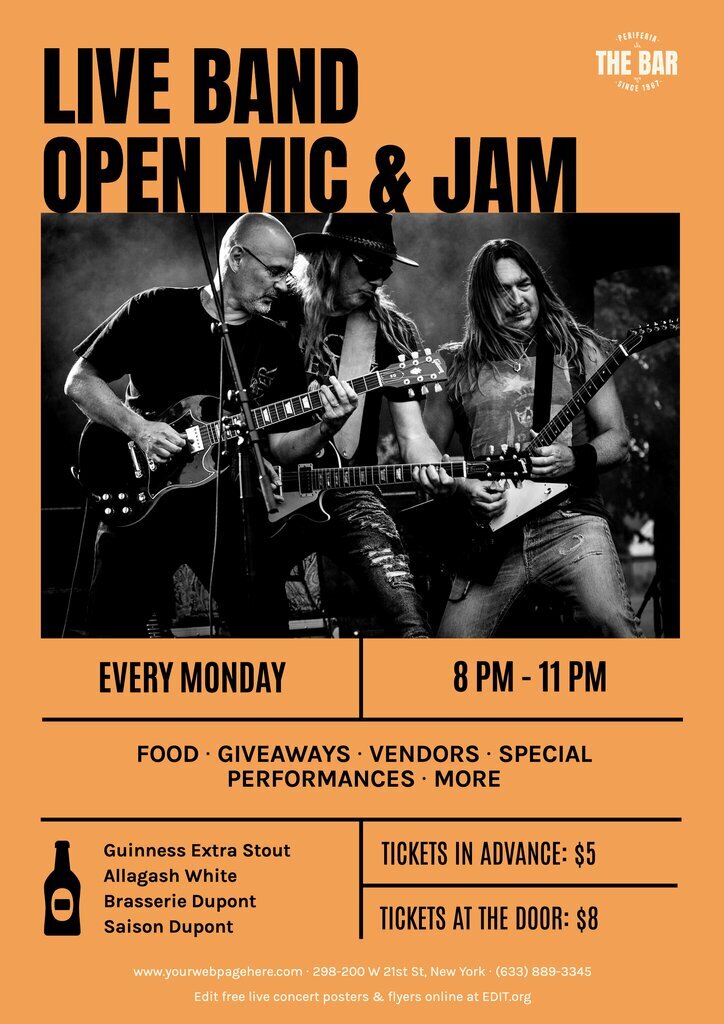 PERIFERIA
THE BAR
SINCE 1967
LIVE BAND
OPEN MIC & JAM
EVERY MONDAY
8 PM - 11 PM
FOOD · GIVEAWAYS · VENDORS · SPECIAL
PERFORMANCES · MORE
Guinness Extra Stout
Allagash White
Brasserie Dupont
Saison Dupont
TICKETS IN ADVANCE: $5
TICKETS AT THE DOOR: $8
www.yourwebpagehere.com · 298-200 W 21st St, New York · (633) 889-3345
Edit free live concert posters & flyers online at EDIT.org